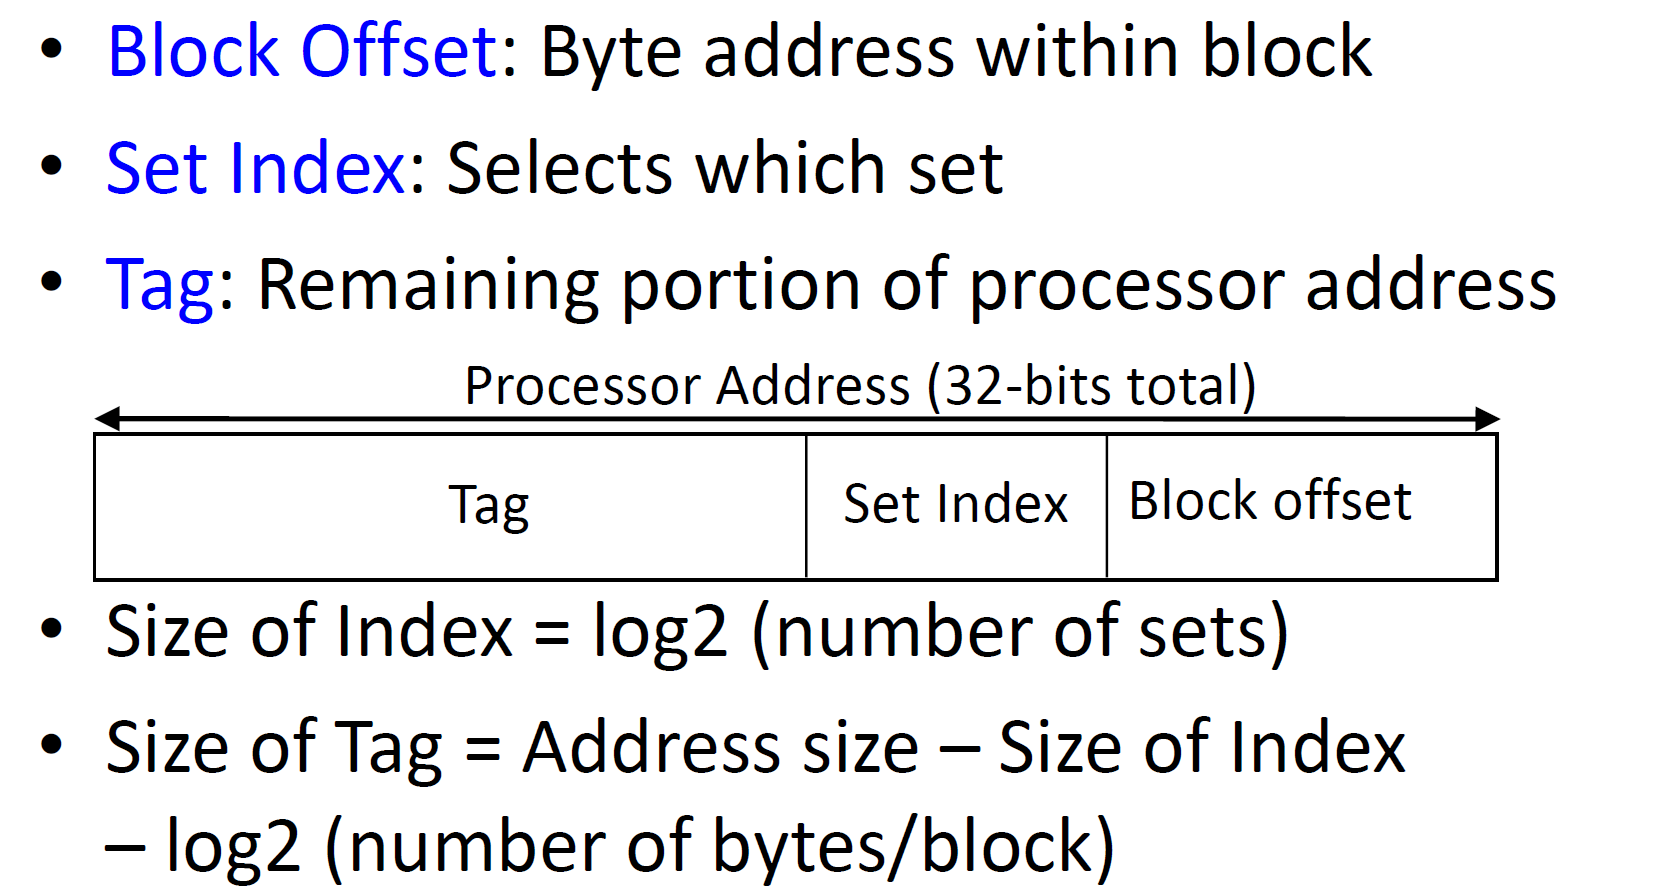 • Block Offset: Byte address within block
• Set Index: Selects which set
• Tag: Remaining portion of processor address
Processor Address (32-bits total)
Tag Set Index Block offset
• Size of Index = log2 (number of sets)
• Size of Tag = Address size – Size of Index
– log2 (number of bytes/block)